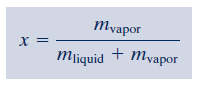 x = m_vapor / (m_liquid + m_vapor)